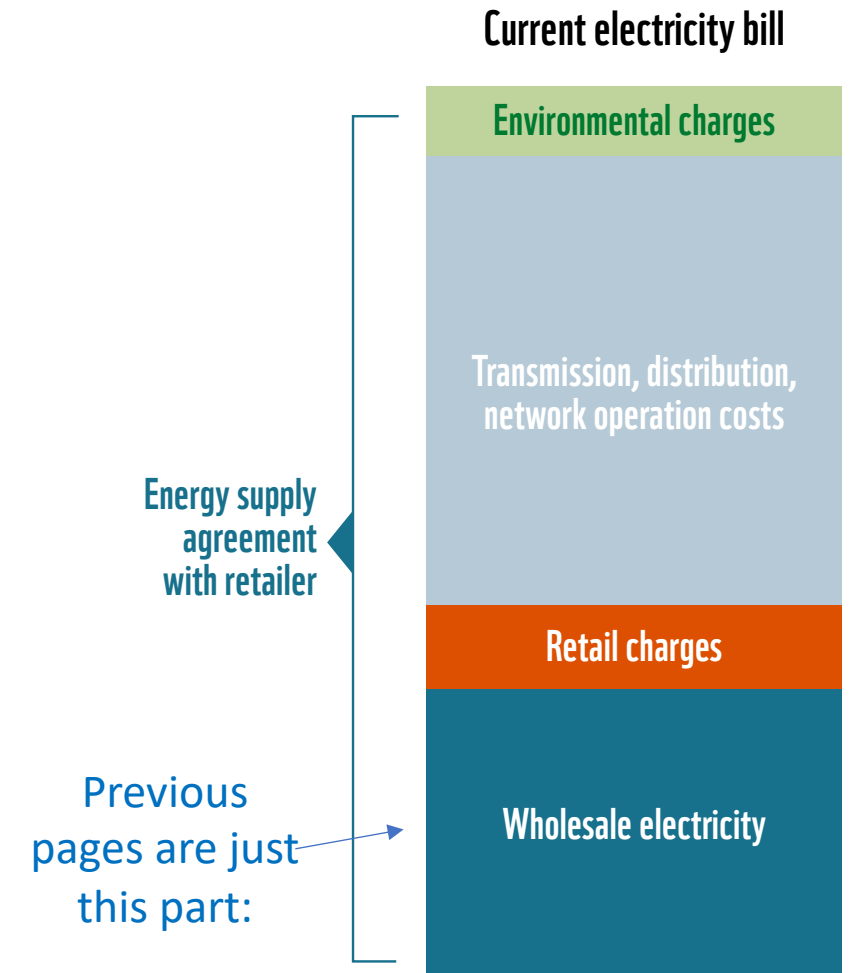 Current electricity bill
Environmental charges
Transmission, distribution,
network operation costs
Energy supply
agreement
with retailer
Retail charges
Previous
pages are just
this part:
Wholesale electricity